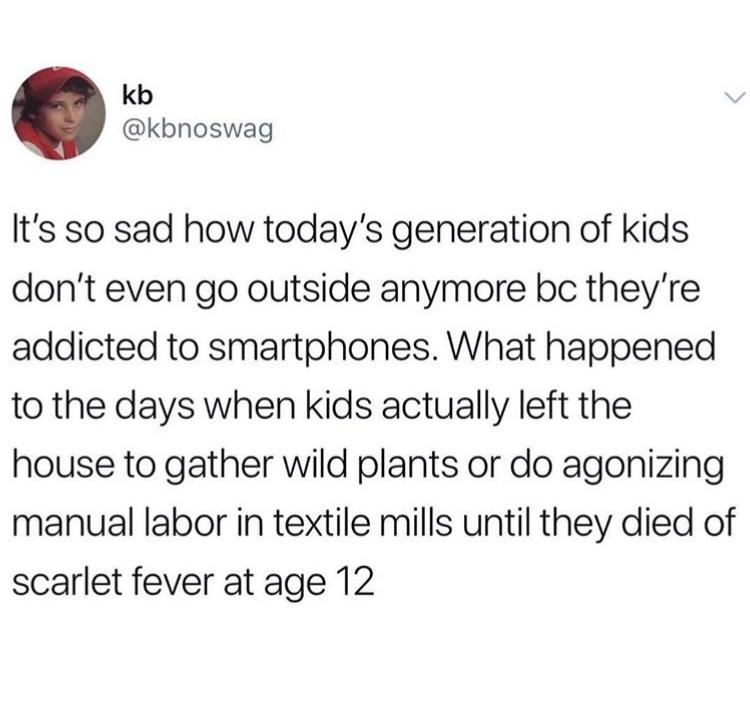 kb
@kbnoswag
It's so sad how today's generation of kids
don't even go outside anymore bc they're
addicted to smartphones. What happened
to the days when kids actually left the
house to gather wild plants or do agonizing
manual labor in textile mills until they died of
scarlet fever at age 12